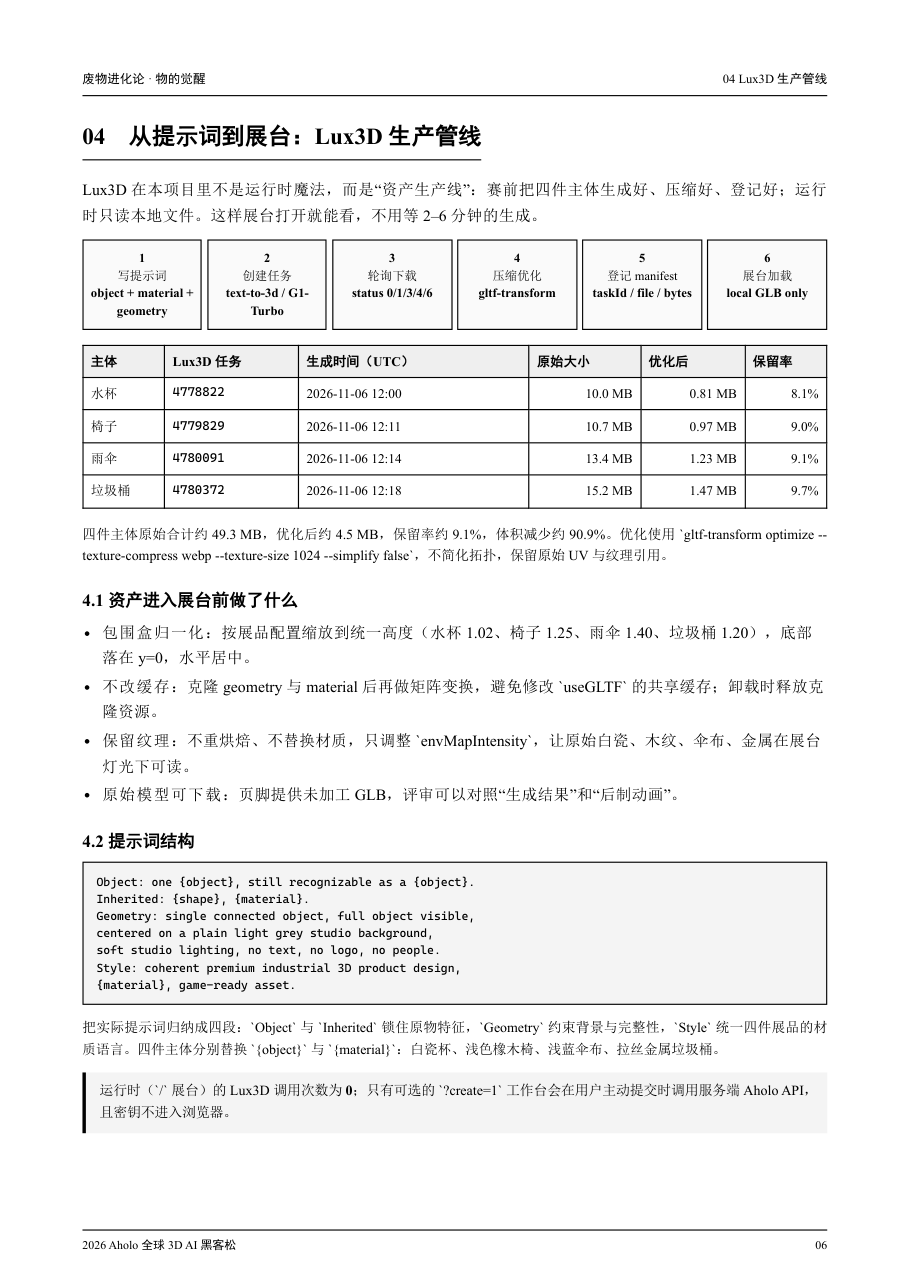 废物进化论 · 物的觉醒
04 Lux3D 生产管线
04 从提示词到展台：Lux3D 生产管线
Lux3D 在本项目里不是运行时魔法，而是“资产生产线”：赛前把四件主体生成好、压缩好、登记好；运行
时只读本地文件。这样展台打开就能看，不用等 2–6 分钟的生成。
1
写提示词
object + material +
geometry
2
创建任务
text-to-3d / G1-
Turbo
3
轮询下载
status 0/1/3/4/6
4
压缩优化
gltf-transform
5
登记 manifest
taskId / file / bytes
6
展台加载
local GLB only
主体 Lux3D 任务 生成时间（UTC） 原始大小 优化后 保留率
水杯 4778822 2026-11-06 12:00 10.0 MB 0.81 MB 8.1%
椅子 4779829 2026-11-06 12:11 10.7 MB 0.97 MB 9.0%
雨伞 4780091 2026-11-06 12:14 13.4 MB 1.23 MB 9.1%
垃圾桶 4780372 2026-11-06 12:18 15.2 MB 1.47 MB 9.7%
四件主体原始合计约 49.3 MB，优化后约 4.5 MB，保留率约 9.1%，体积减少约 90.9%。优化使用 `gltf-transform optimize --
texture-compress webp --texture-size 1024 --simplify false`，不简化拓扑，保留原始 UV 与纹理引用。
4.1 资产进入展台前做了什么
• 包围盒归一化：按展品配置缩放到统一高度（水杯 1.02、椅子 1.25、雨伞 1.40、垃圾桶 1.20），底部
落在 y=0，水平居中。
• 不改缓存：克隆 geometry 与 material 后再做矩阵变换，避免修改 `useGLTF` 的共享缓存；卸载时释放克
隆资源。
• 保留纹理：不重烘焙、不替换材质，只调整 `envMapIntensity`，让原始白瓷、木纹、伞布、金属在展台
灯光下可读。
• 原始模型可下载：页脚提供未加工 GLB，评审可以对照“生成结果”和“后制动画”。
4.2 提示词结构
Object: one {object}, still recognizable as a {object}.
Inherited: {shape}, {material}.
Geometry: single connected object, full object visible,
centered on a plain light grey studio background,
soft studio lighting, no text, no logo, no people.
Style: coherent premium industrial 3D product design,
{material}, game-ready asset.
把实际提示词归纳成四段：`Object` 与 `Inherited` 锁住原物特征，`Geometry` 约束背景与完整性，`Style` 统一四件展品的材
质语言。四件主体分别替换 `{object}` 与 `{material}`：白瓷杯、浅色橡木椅、浅蓝伞布、拉丝金属垃圾桶。
运行时（`/` 展台）的 Lux3D 调用次数为 0；只有可选的 `?create=1` 工作台会在用户主动提交时调用服务端 Aholo API，
且密钥不进入浏览器。
2026 Aholo 全球 3D AI 黑客松
06